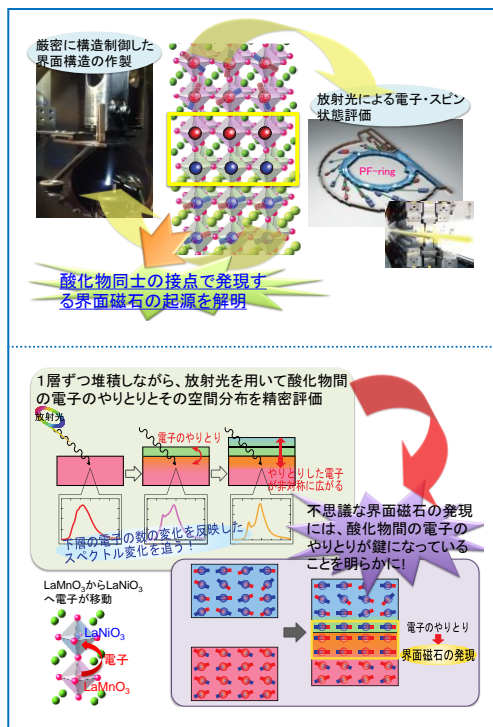 厳密に構造制御した
界面構造の作製
放射光による電子・スピン
状態評価
PF-ring
酸化物同士の接点で発現す
る界面磁石の起源を解明
1層ずつ堆積しながら、放射光を用いて酸化物間
の電子のやりとりとその空間分布を精密評価
放射光
電子のやりとり
やりとりした電子
が非対称に広がる
下層の電子の数の変化を反映した
スペクトル変化を追う！
不思議な界面磁石の発現
には、酸化物間の電子の
やりとりが鍵になっている
ことを明らかに!
LaMnO₃からLaNiO₃
へ電子が移動
LaNiO₃
電子
LaMnO₃
電子のやりとり
界面磁石の発現